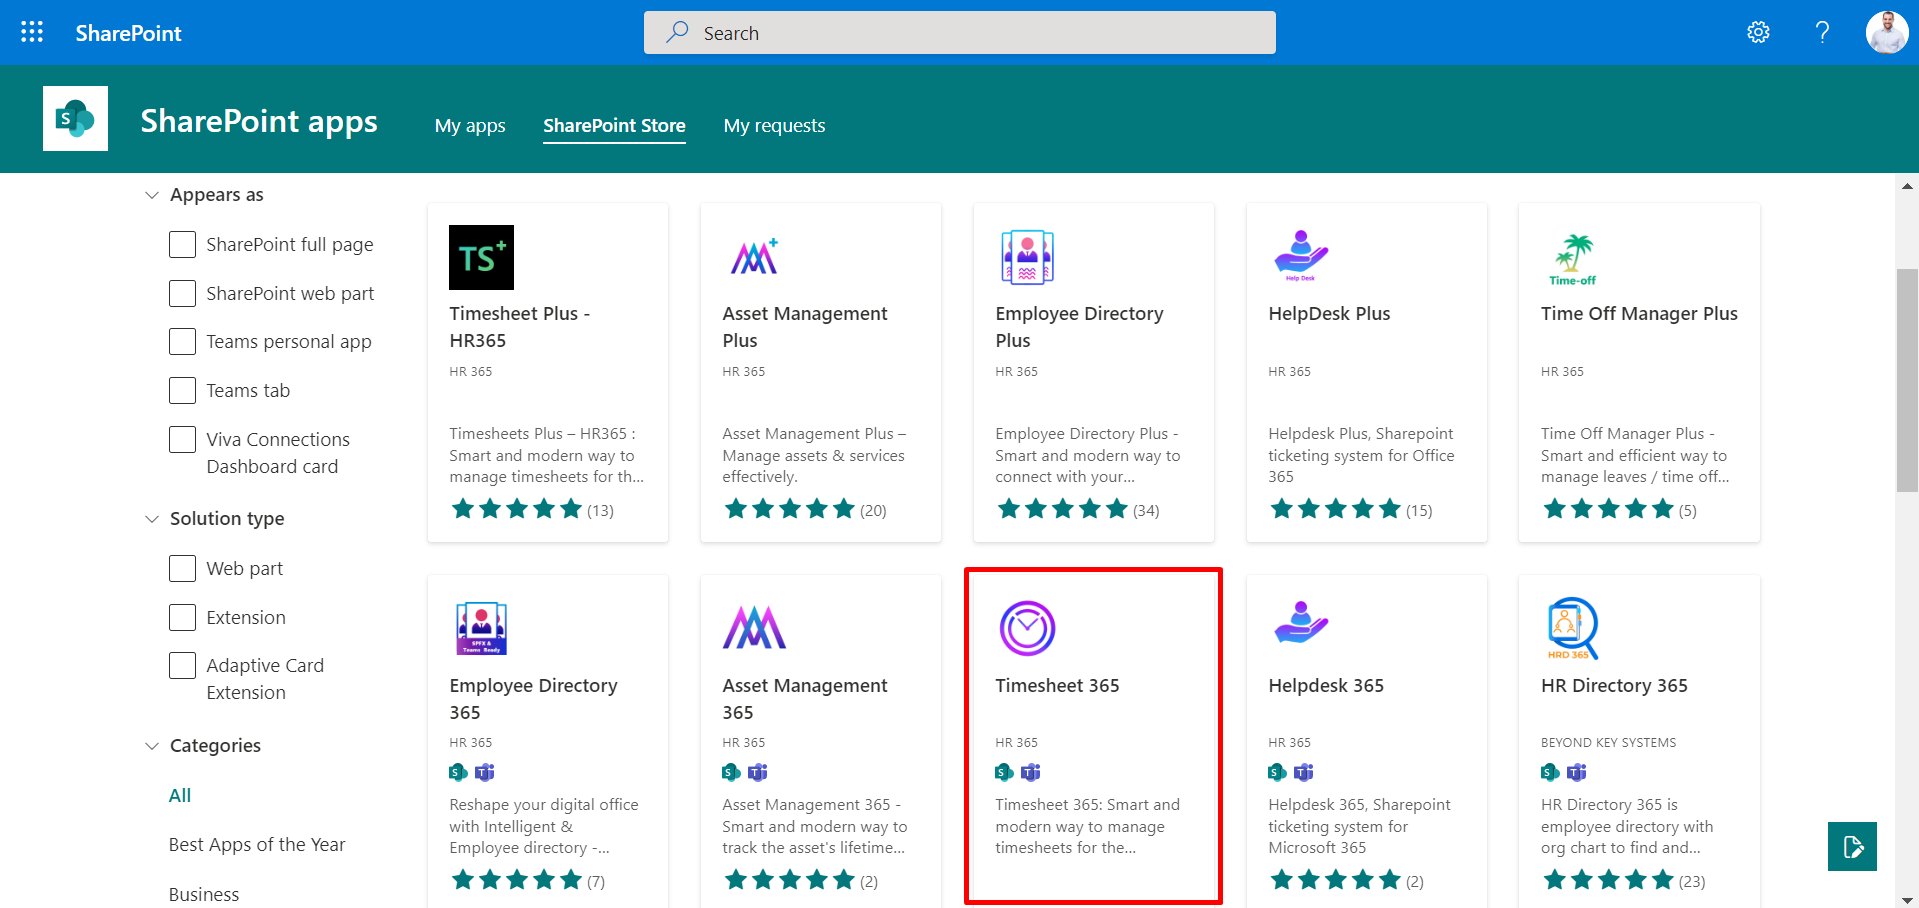 SharePoint
Search
S
SharePoint apps
My apps
SharePoint Store
My requests
Appears as
SharePoint full page
SharePoint web part
Teams personal app
Teams tab
Viva Connections
Dashboard card
Solution type
Web part
Extension
Adaptive Card
Extension
Categories
All
Best Apps of the Year
Business
TS+
Timesheet Plus -
HR365
HR 365
Timesheets Plus – HR365 :
Smart and modern way to
manage timesheets for th...
(13)
Asset Management
Plus
HR 365
Asset Management Plus –
Manage assets & services
effectively.
(20)
Employee Directory
Plus
HR 365
Employee Directory Plus -
Smart and modern way to
connect with your...
(34)
Help Desk
HelpDesk Plus
HR 365
Helpdesk Plus, Sharepoint
ticketing system for Office
365
(15)
Time-off
Time Off Manager Plus
HR 365
Time Off Manager Plus -
Smart and efficient way to
manage leaves / time off...
(5)
SPFX &
Teams Ready
Employee Directory
365
HR 365
S T
Reshape your digital office
with Intelligent &
Employee directory -...
(7)
Asset Management
365
HR 365
S T
Asset Management 365 -
Smart and modern way to
track the asset's lifetime...
(2)
Timesheet 365
HR 365
S T
Timesheet 365: Smart and
modern way to manage
timesheets for the...
Helpdesk 365
HR 365
S T
Helpdesk 365, Sharepoint
ticketing system for
Microsoft 365
(2)
HRD 365
HR Directory 365
BEYOND KEY SYSTEMS
S T
HR Directory 365 is
employee directory with
org chart to find and...
(23)